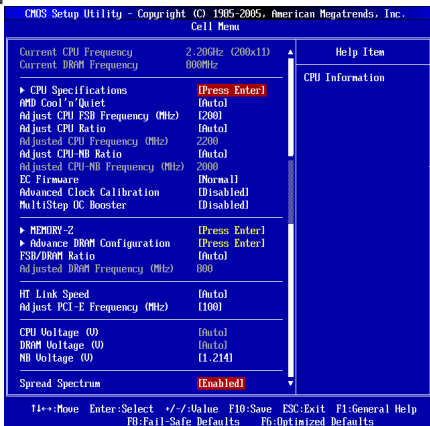 CMOS Setup Utility - Copyright (C) 1985-2005, American Megatrends, Inc.
Cell Menu
Current CPU Frequency 2.20GHz (200x11)
Current DRAM Frequency 800MHz
Help Item
CPU Information
▶ CPU Specifications [Press Enter]
AMD Cool'n'Quiet [Auto]
Adjust CPU FSB Frequency (MHz) [200]
Adjust CPU Ratio [Auto]
Adjusted CPU Frequency (MHz) 2200
Adjust CPU-NB Ratio [Auto]
Adjusted CPU-NB Frequency (MHz) 2000
EC Firmware [Normal]
Advanced Clock Calibration [Disabled]
MultiStep OC Booster [Disabled]
▶ MEMORY-Z [Press Enter]
▶ Advance DRAM Configuration [Press Enter]
FSB/DRAM Ratio [Auto]
Adjusted DRAM Frequency (MHz) 800
HT Link Speed [Auto]
Adjust PCI-E Frequency (MHz) [100]
CPU Voltage (V) [Auto]
DRAM Voltage (V) [Auto]
NB Voltage (V) [1.214]
Spread Spectrum [Enabled]
↑↓←→:Move Enter:Select +/-/:Value F10:Save ESC:Exit F1:General Help
F8:Fail-Safe Defaults F6:Optimized Defaults